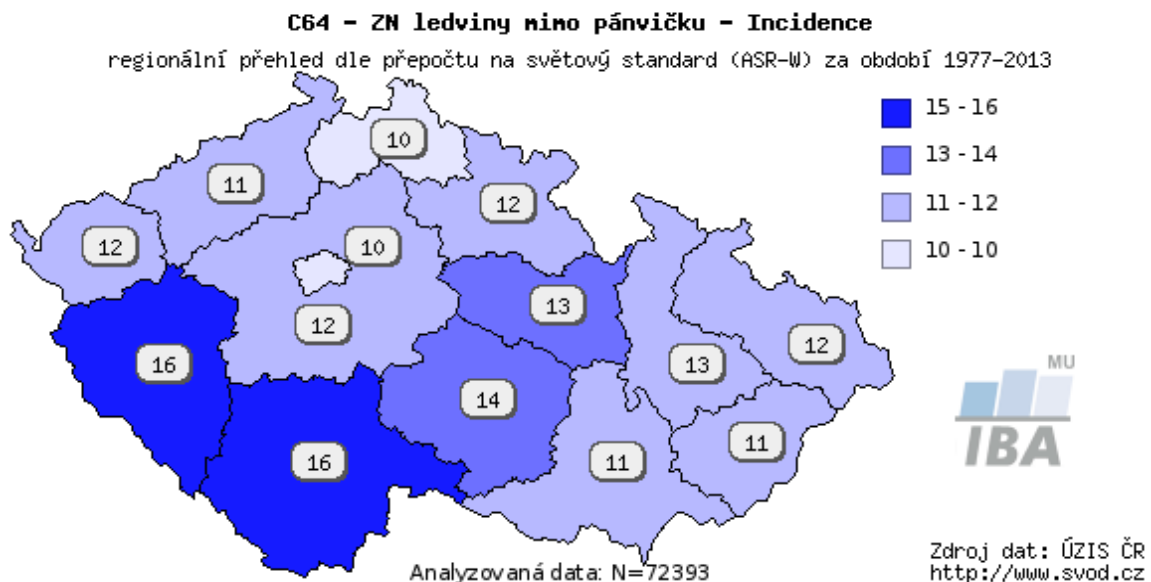 C64 - ZN ledviny mimo pánvičku - Incidence
regionální přehled dle přepočtu na světový standard (ASR-W) za období 1977-2013
15 - 16
13 - 14
11 - 12
10 - 10
10
11
12
12
10
13
12
12
16
13
14
16
11
11
MU
IBA
Analyzovaná data: N=72393
Zdroj dat: ÚZIS ČR
http://www.svod.cz